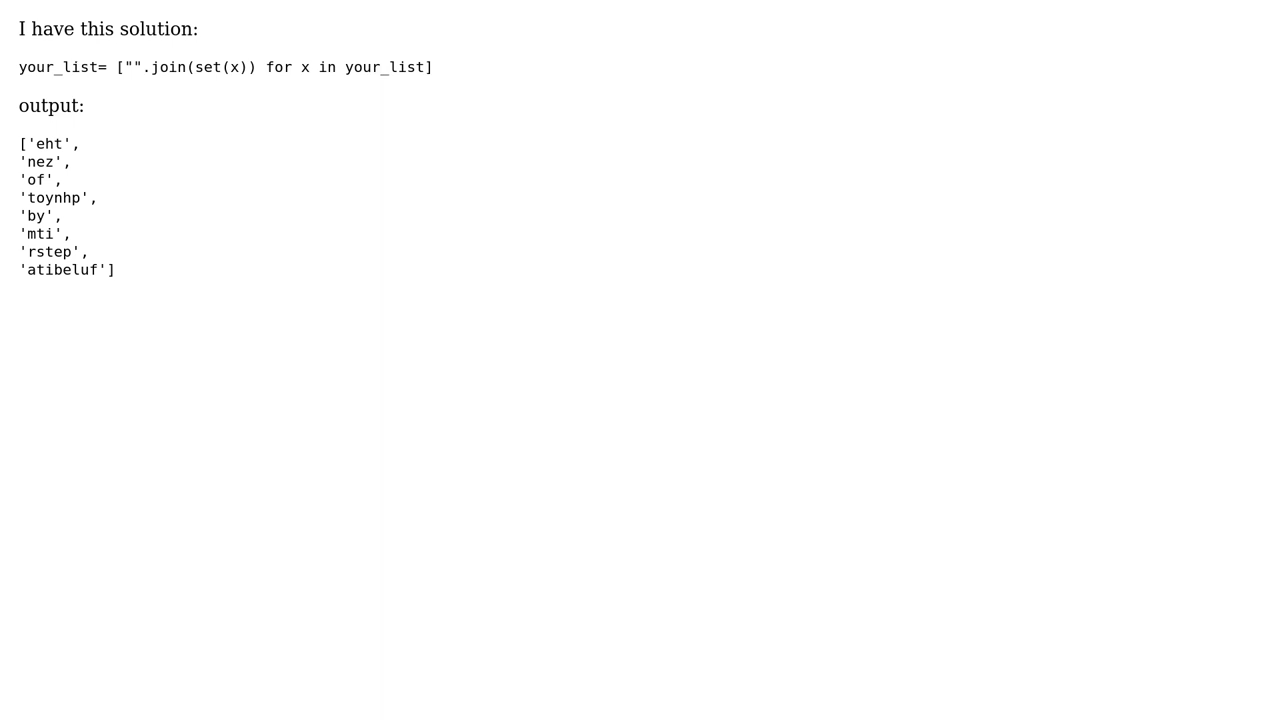 I have this solution:
your_list= ["".join(set(x)) for x in your_list]
output:
['eht',
'nez',
'of',
'toynhp',
'by',
'mti',
'rstep',
'atibeluf']